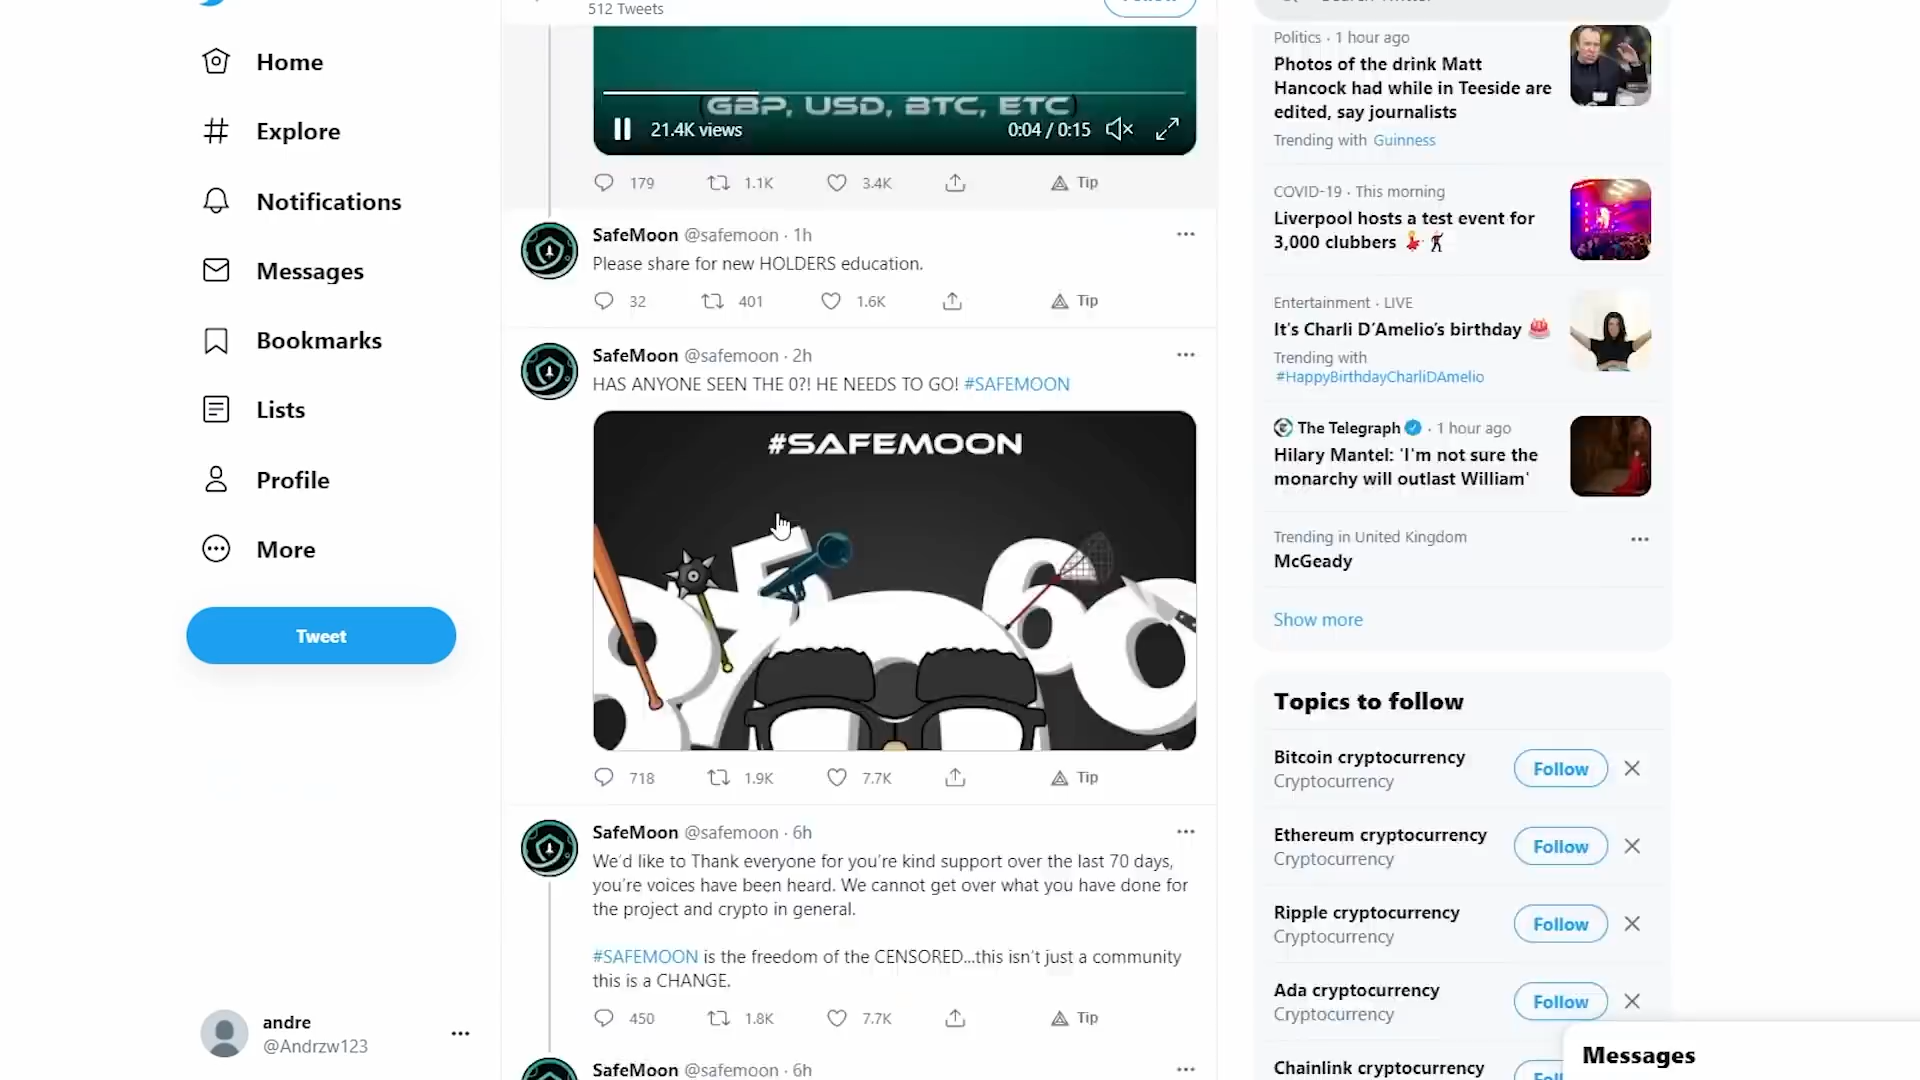 512 Tweets
Home
Explore
Notifications
Messages
Bookmarks
Lists
Profile
More
Tweet
andre
@Andrzw123
(GBP, USD, BTC, ETC)
21.4K views
0:04 / 0:15
179
1.1K
3.4K
Tip
SafeMoon @safemoon · 1h
Please share for new HOLDERS education.
32
401
1.6K
Tip
SafeMoon @safemoon · 2h
HAS ANYONE SEEN THE 0?! HE NEEDS TO GO! #SAFEMOON
#SAFEMOON
718
1.9K
7.7K
Tip
SafeMoon @safemoon · 6h
We'd like to Thank everyone for you're kind support over the last 70 days,
you're voices have been heard. We cannot get over what you have done for
the project and crypto in general.
#SAFEMOON is the freedom of the CENSORED...this isn't just a community
this is a CHANGE.
450
1.8K
7.7K
Tip
SafeMoon @safemoon · 6h
Politics · 1 hour ago
Photos of the drink Matt
Hancock had while in Teeside are
edited, say journalists
Trending with Guinness
COVID-19 · This morning
Liverpool hosts a test event for
3,000 clubbers 💃🕺
Entertainment · LIVE
It's Charli D'Amelio's birthday 🎂
Trending with
#HappyBirthdayCharliDAmelio
The Telegraph · 1 hour ago
Hilary Mantel: 'I'm not sure the
monarchy will outlast William'
Trending in United Kingdom
McGeady
Show more
Topics to follow
Bitcoin cryptocurrency
Cryptocurrency
Follow
Ethereum cryptocurrency
Cryptocurrency
Follow
Ripple cryptocurrency
Cryptocurrency
Follow
Ada cryptocurrency
Cryptocurrency
Follow
Chainlink cryptocurrency
Messages